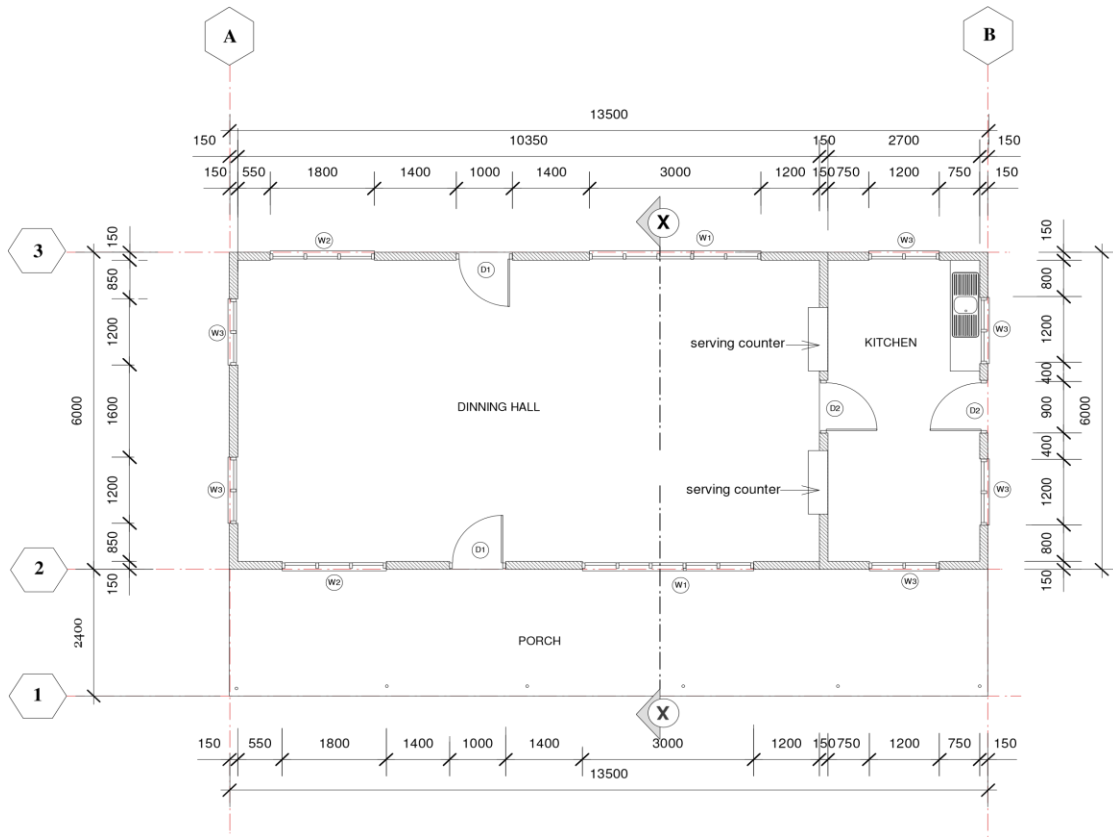 A B
13500
150 10350 150 2700 150
150 550 1800 1400 1000 1400 3000 1200 150 750 1200 750 150
X
3
W2 W1 W3
D1
150
850
1200
1600
1200
850
150
6000
2400
150
800
1200
400
900
400
1200
800
150
6000
W3 serving counter KITCHEN W3
DINNING HALL D2 D2
W3 serving counter W3
D1
2
W2 W1 W3
PORCH
1
X
150 550 1800 1400 1000 1400 3000 1200 150 750 1200 750 150
13500